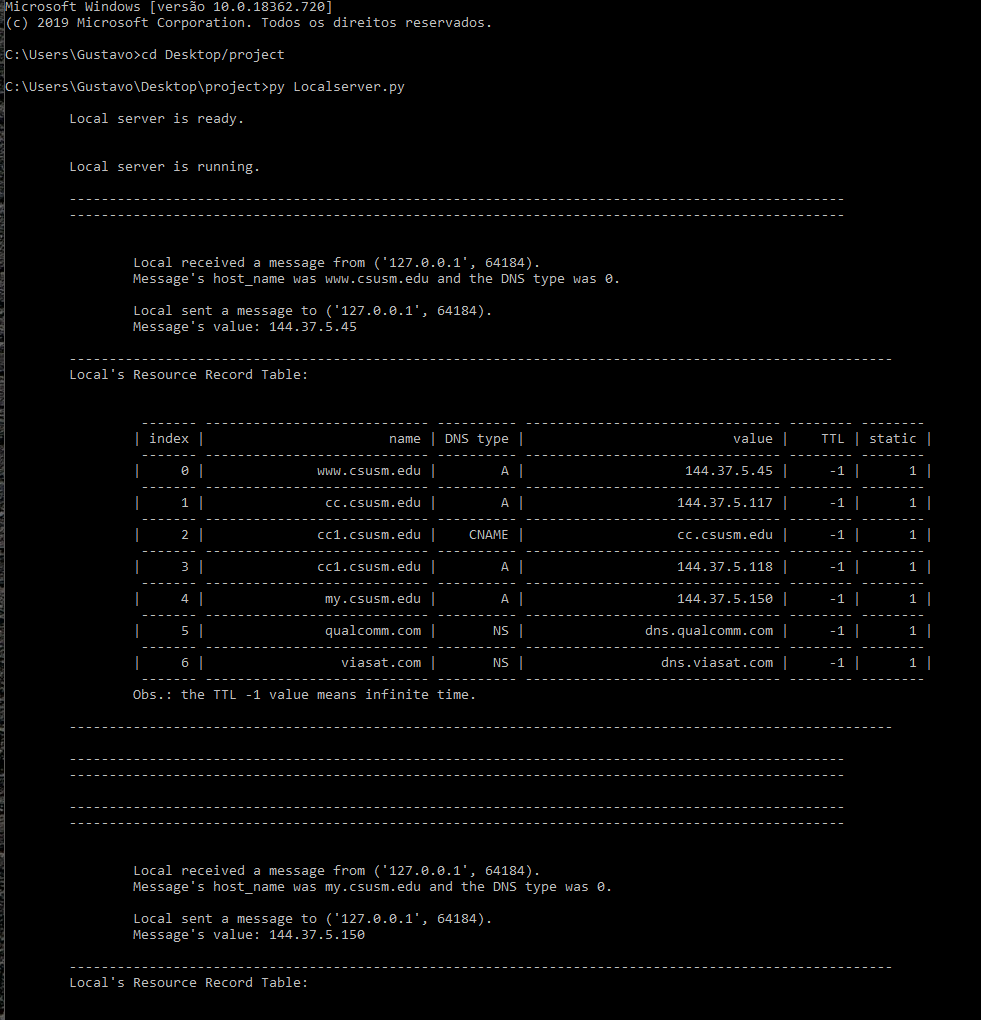 Microsoft Windows [versão 10.0.18362.720]
(c) 2019 Microsoft Corporation. Todos os direitos reservados.
C:\Users\Gustavo>cd Desktop/project
C:\Users\Gustavo\Desktop\project>py Localserver.py
Local server is ready.
Local server is running.
Local received a message from ('127.0.0.1', 64184).
Message's host_name was www.csusm.edu and the DNS type was 0.
Local sent a message to ('127.0.0.1', 64184).
Message's value: 144.37.5.45
Local's Resource Record Table:
| index | name | DNS type | value | TTL | static |
| 0 | www.csusm.edu | A | 144.37.5.45 | -1 | 1 |
| 1 | cc.csusm.edu | A | 144.37.5.117 | -1 | 1 |
| 2 | cc1.csusm.edu | CNAME | cc.csusm.edu | -1 | 1 |
| 3 | cc1.csusm.edu | A | 144.37.5.118 | -1 | 1 |
| 4 | my.csusm.edu | A | 144.37.5.150 | -1 | 1 |
| 5 | qualcomm.com | NS | dns.qualcomm.com | -1 | 1 |
| 6 | viasat.com | NS | dns.viasat.com | -1 | 1 |
Obs.: the TTL -1 value means infinite time.
Local received a message from ('127.0.0.1', 64184).
Message's host_name was my.csusm.edu and the DNS type was 0.
Local sent a message to ('127.0.0.1', 64184).
Message's value: 144.37.5.150
Local's Resource Record Table: